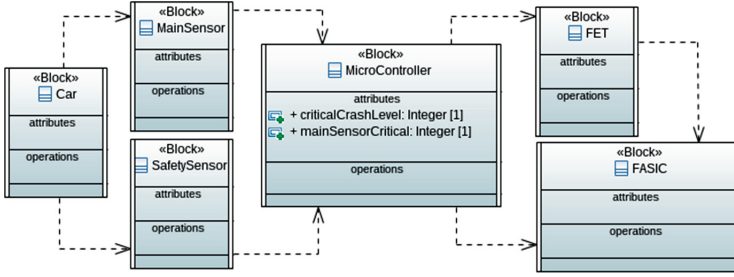 «Block»
Car
attributes
operations
«Block»
MainSensor
attributes
operations
«Block»
SafetySensor
attributes
operations
«Block»
MicroController
attributes
+ criticalCrashLevel: Integer [1]
+ mainSensorCritical: Integer [1]
operations
«Block»
FET
attributes
operations
«Block»
FASIC
attributes
operations